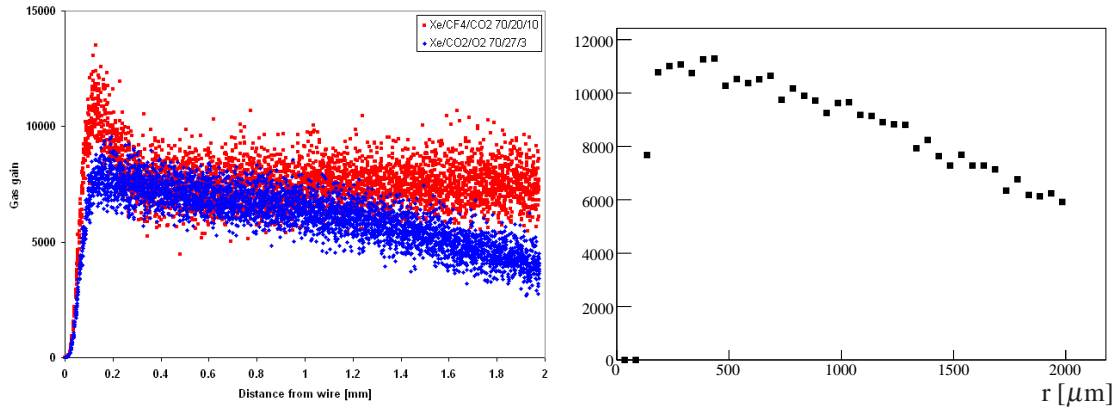 15000
Xe/CF4/CO2 70/20/10
Xe/CO2/O2 70/27/3
10000
Gas gain
5000
0
0 0.2 0.4 0.6 0.8 1 1.2 1.4 1.6 1.8 2
Distance from wire [mm]
12000
10000
8000
6000
4000
2000
0
500 1000 1500 2000
r [μm]